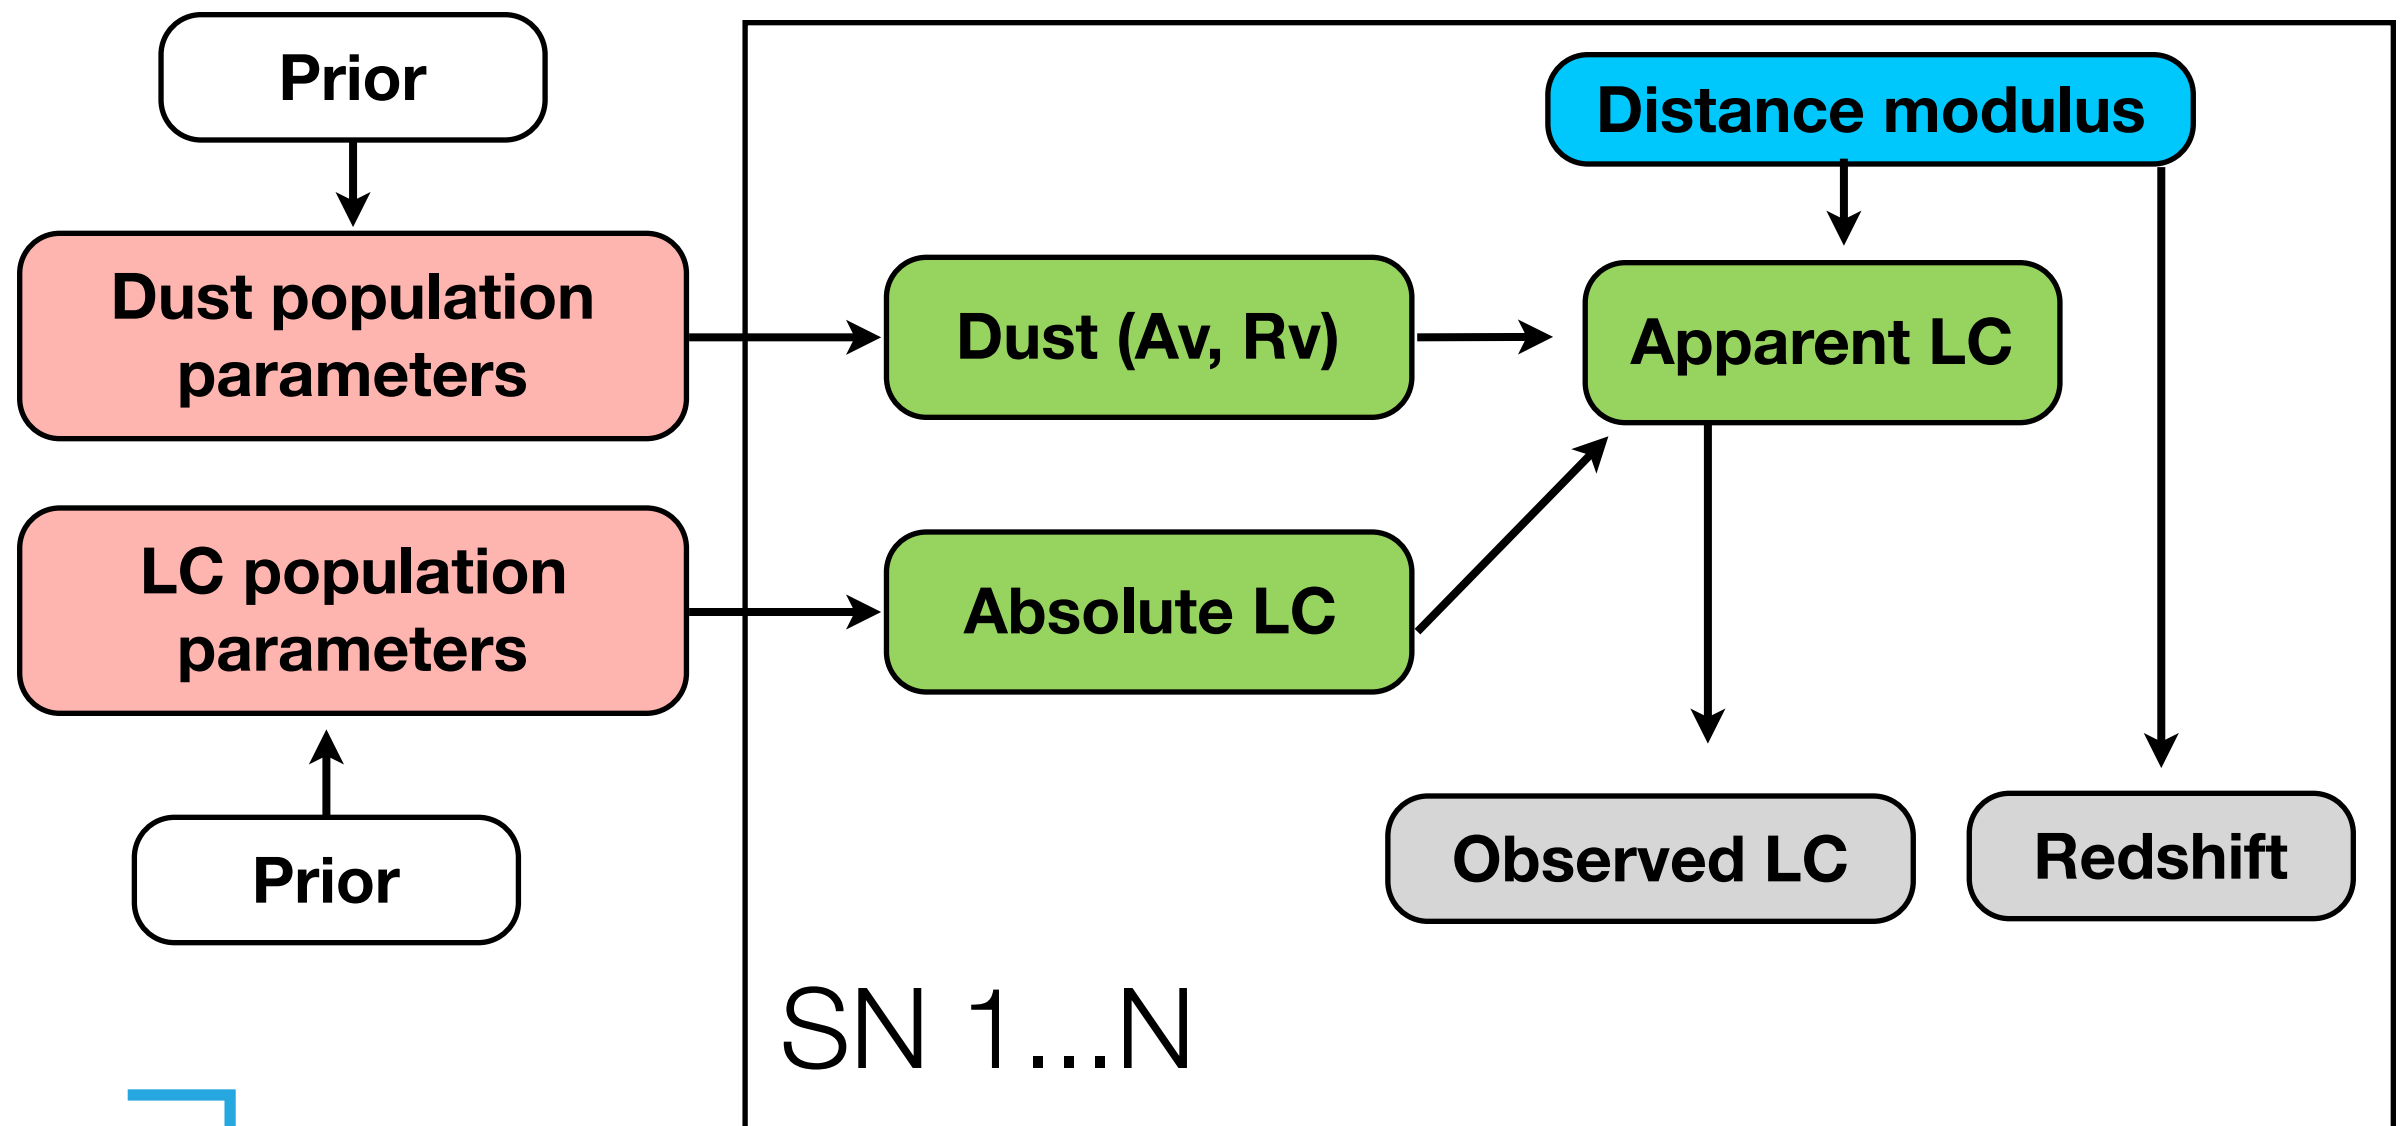 Prior
Distance modulus
Dust population
parameters
Dust (Av, Rv)
Apparent LC
LC population
parameters
Absolute LC
Prior
Observed LC
Redshift
SN 1...N